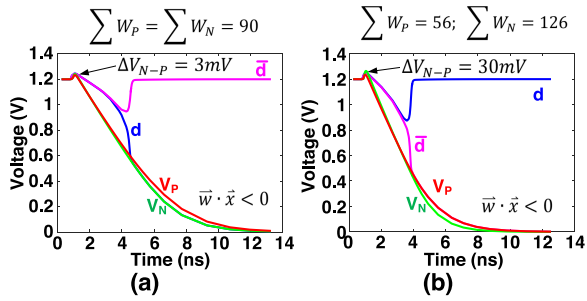 ∑ W_P = ∑ W_N = 90
1.4
1.2
1
0.8
0.6
0.4
0.2
0
Voltage (V)
ΔV_{N−P} = 3mV
d̅
d
V_P
V_N
w⃗ · x⃗ < 0
0 2 4 6 8 10 12 14
Time (ns)
(a)
∑ W_P = 56; ∑ W_N = 126
1.4
1.2
1
0.8
0.6
0.4
0.2
0
Voltage (V)
ΔV_{N−P} = 30mV
d
d̅
V_P
V_N
w⃗ · x⃗ < 0
0 2 4 6 8 10 12 14
Time (ns)
(b)